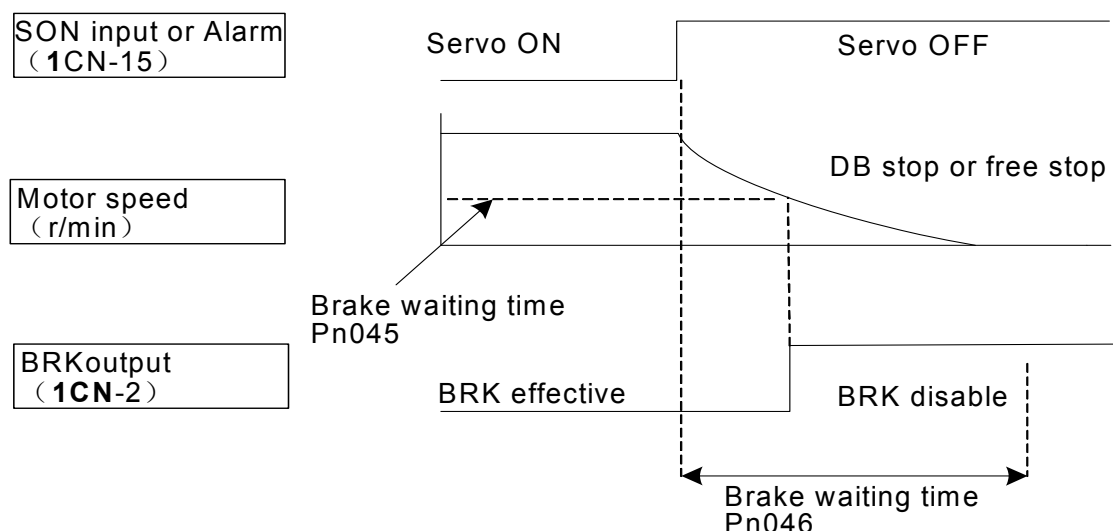 SON input or Alarm
（1CN-15）
Servo ON
Servo OFF
DB stop or free stop
Motor speed
（r/min）
Brake waiting time
Pn045
BRKoutput
（1CN-2）
BRK effective
BRK disable
Brake waiting time
Pn046